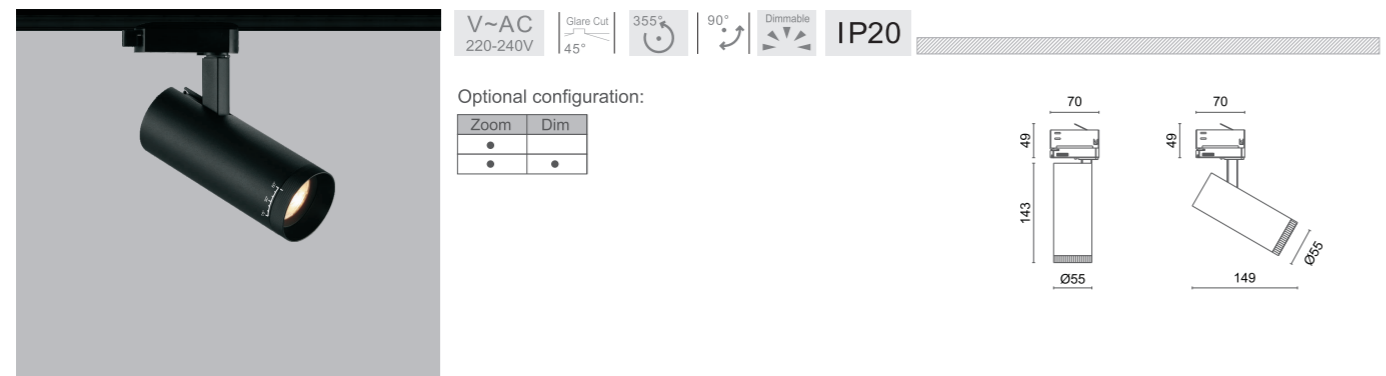 V~AC
220-240V
Glare Cut
45°
355°
90°
Dimmable
IP20
Optional configuration:
Zoom Dim
70
49
143
Ø55
70
49
Ø55
149